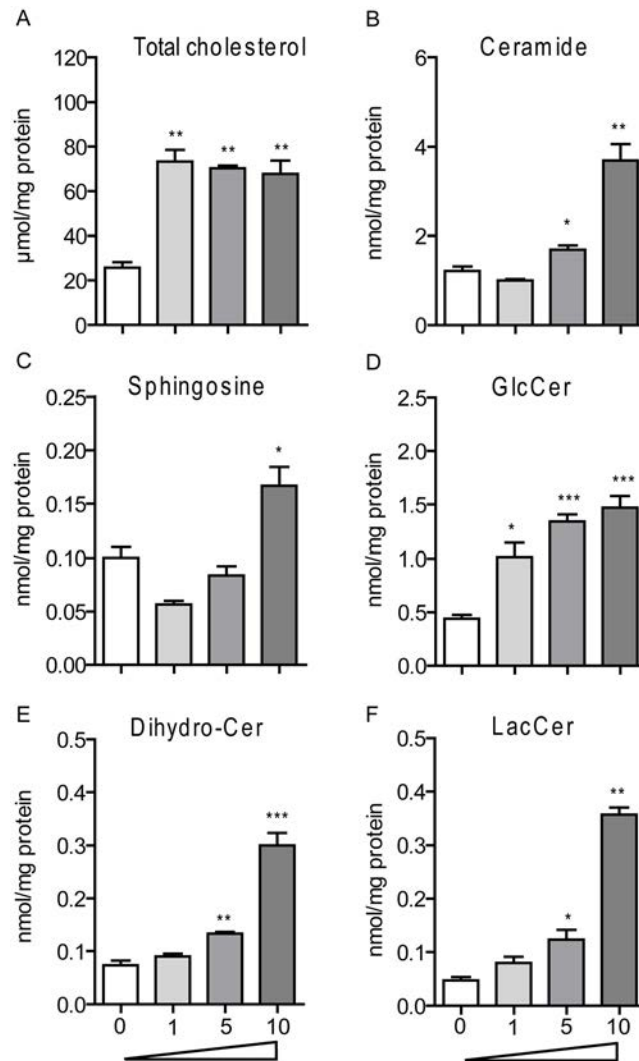 A
Total cholesterol
120
100
80
60
40
20
0
µmol/mg protein
**
**
**
B
Ceramide
6
4
2
0
nmol/mg protein
*
**
C
Sphingosine
0.25
0.20
0.15
0.10
0.05
0.00
nmol/mg protein
*
D
GlcCer
2.5
2.0
1.5
1.0
0.5
0.0
nmol/mg protein
*
***
***
E
Dihydro-Cer
0.5
0.4
0.3
0.2
0.1
0.0
nmol/mg protein
**
***
0 1 5 10
F
LacCer
0.5
0.4
0.3
0.2
0.1
0.0
nmol/mg protein
*
**
0 1 5 10